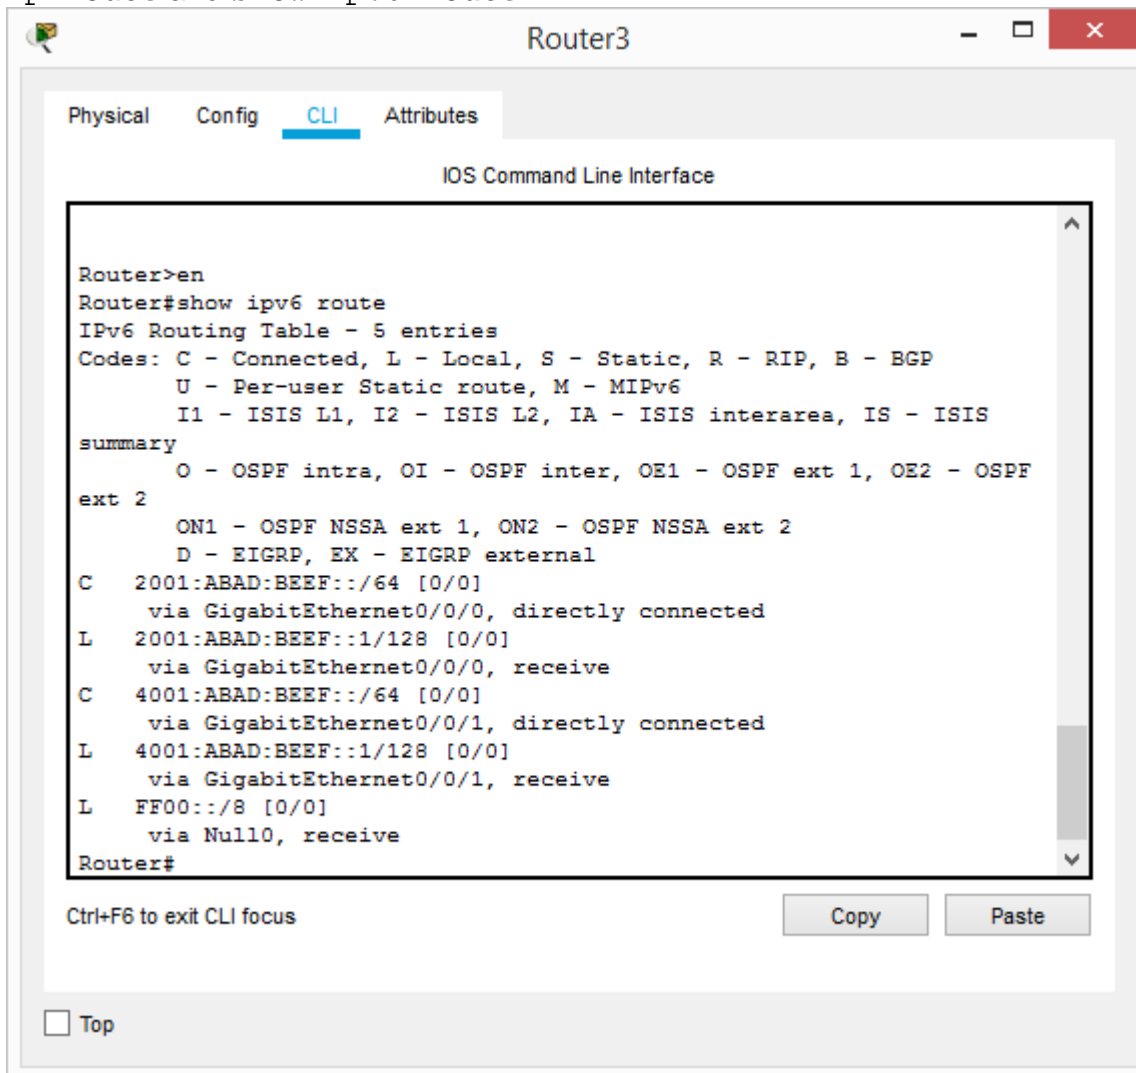 Router3
Physical Config CLI Attributes
IOS Command Line Interface
Router>en
Router#show ipv6 route
IPv6 Routing Table - 5 entries
Codes: C - Connected, L - Local, S - Static, R - RIP, B - BGP
       U - Per-user Static route, M - MIPv6
       I1 - ISIS L1, I2 - ISIS L2, IA - ISIS interarea, IS - ISIS
summary
       O - OSPF intra, OI - OSPF inter, OE1 - OSPF ext 1, OE2 - OSPF
ext 2
       ON1 - OSPF NSSA ext 1, ON2 - OSPF NSSA ext 2
       D - EIGRP, EX - EIGRP external
C   2001:ABAD:BEEF::/64 [0/0]
     via GigabitEthernet0/0/0, directly connected
L   2001:ABAD:BEEF::1/128 [0/0]
     via GigabitEthernet0/0/0, receive
C   4001:ABAD:BEEF::/64 [0/0]
     via GigabitEthernet0/0/1, directly connected
L   4001:ABAD:BEEF::1/128 [0/0]
     via GigabitEthernet0/0/1, receive
L   FF00::/8 [0/0]
     via Null0, receive
Router#
Ctrl+F6 to exit CLI focus
Copy Paste
Top